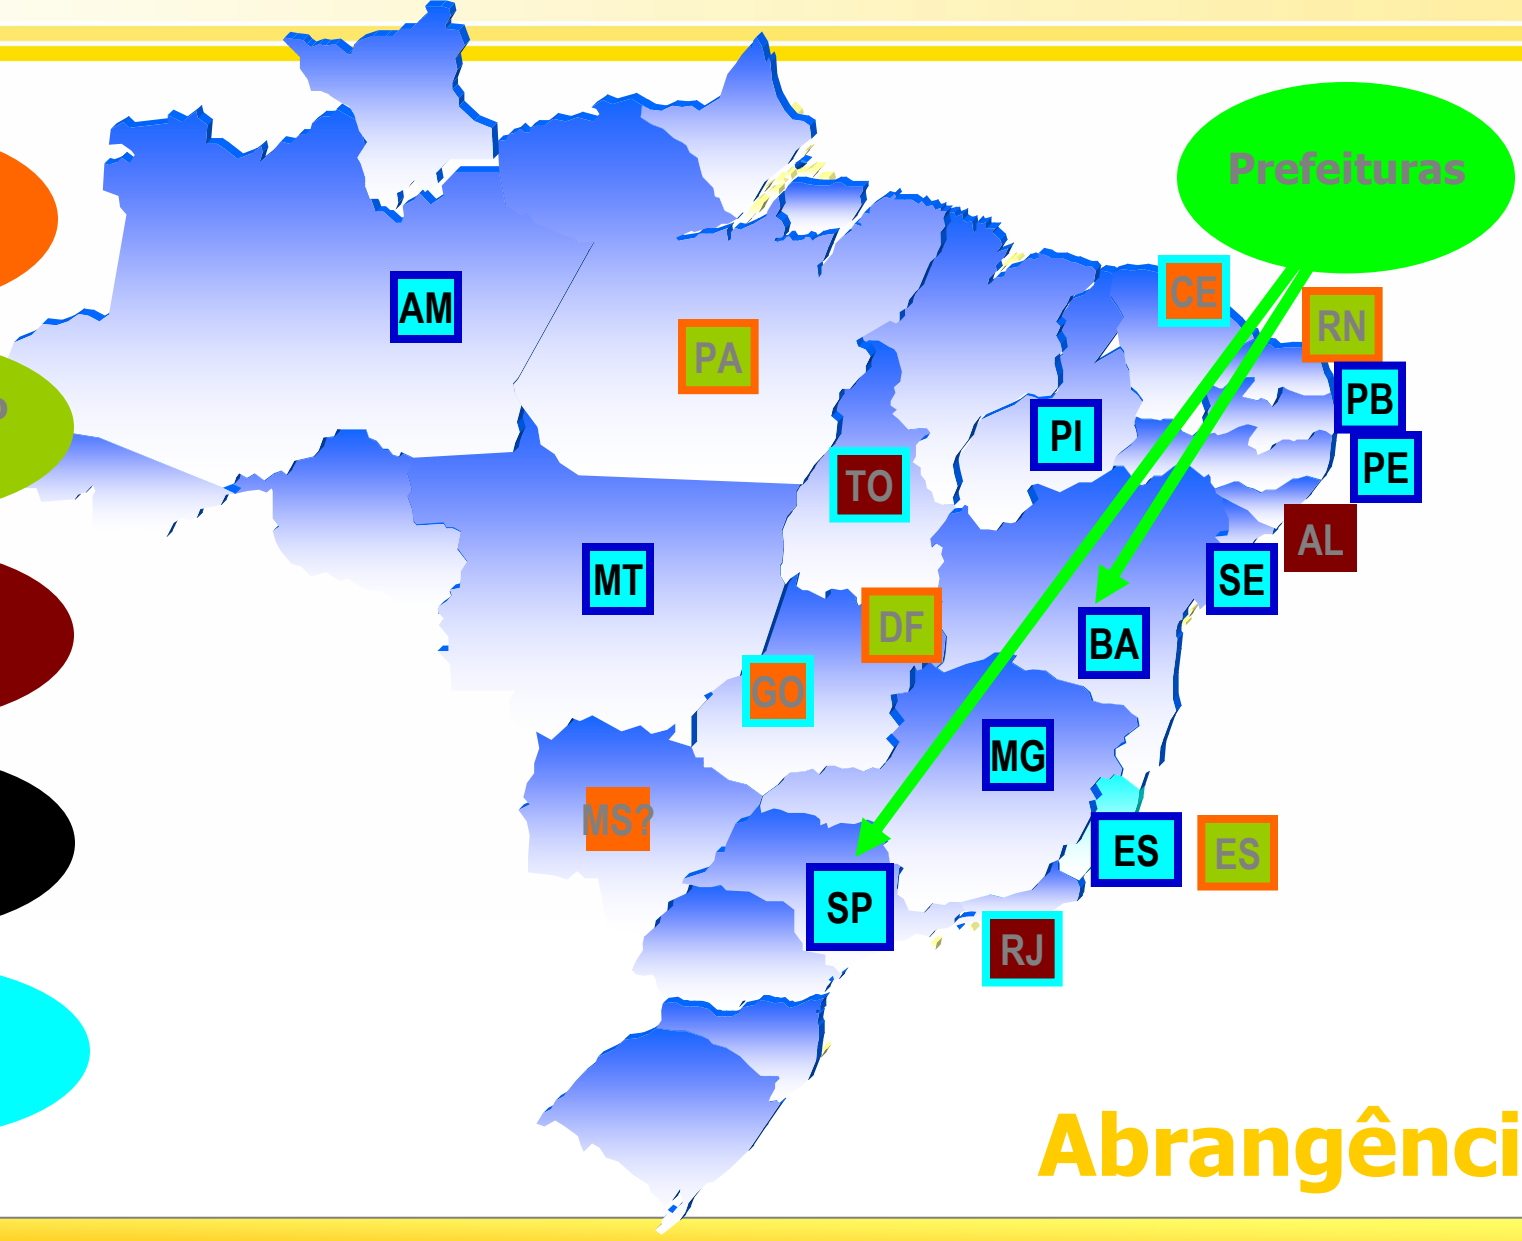 Prefeituras
CE
AM
RN
PA
PB
PI
PE
TO
AL
MT
SE
DF
BA
GO
MG
MS?
ES
ES
SP
RJ
Abrangênci